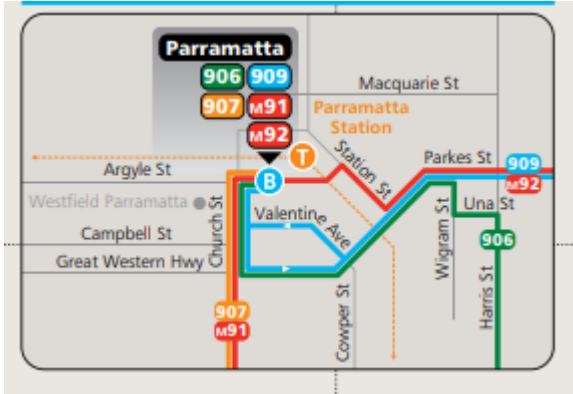 Parramatta
906 909
907 M91
M92
Macquarie St
Parramatta
Station
T
Station St
Parkes St
909
M92
Argyle St
B
Westfield Parramatta
Church St
Valentine Ave
Wigram St
Una St
Campbell St
906
Great Western Hwy
Harris St
Cowper St
907
M91